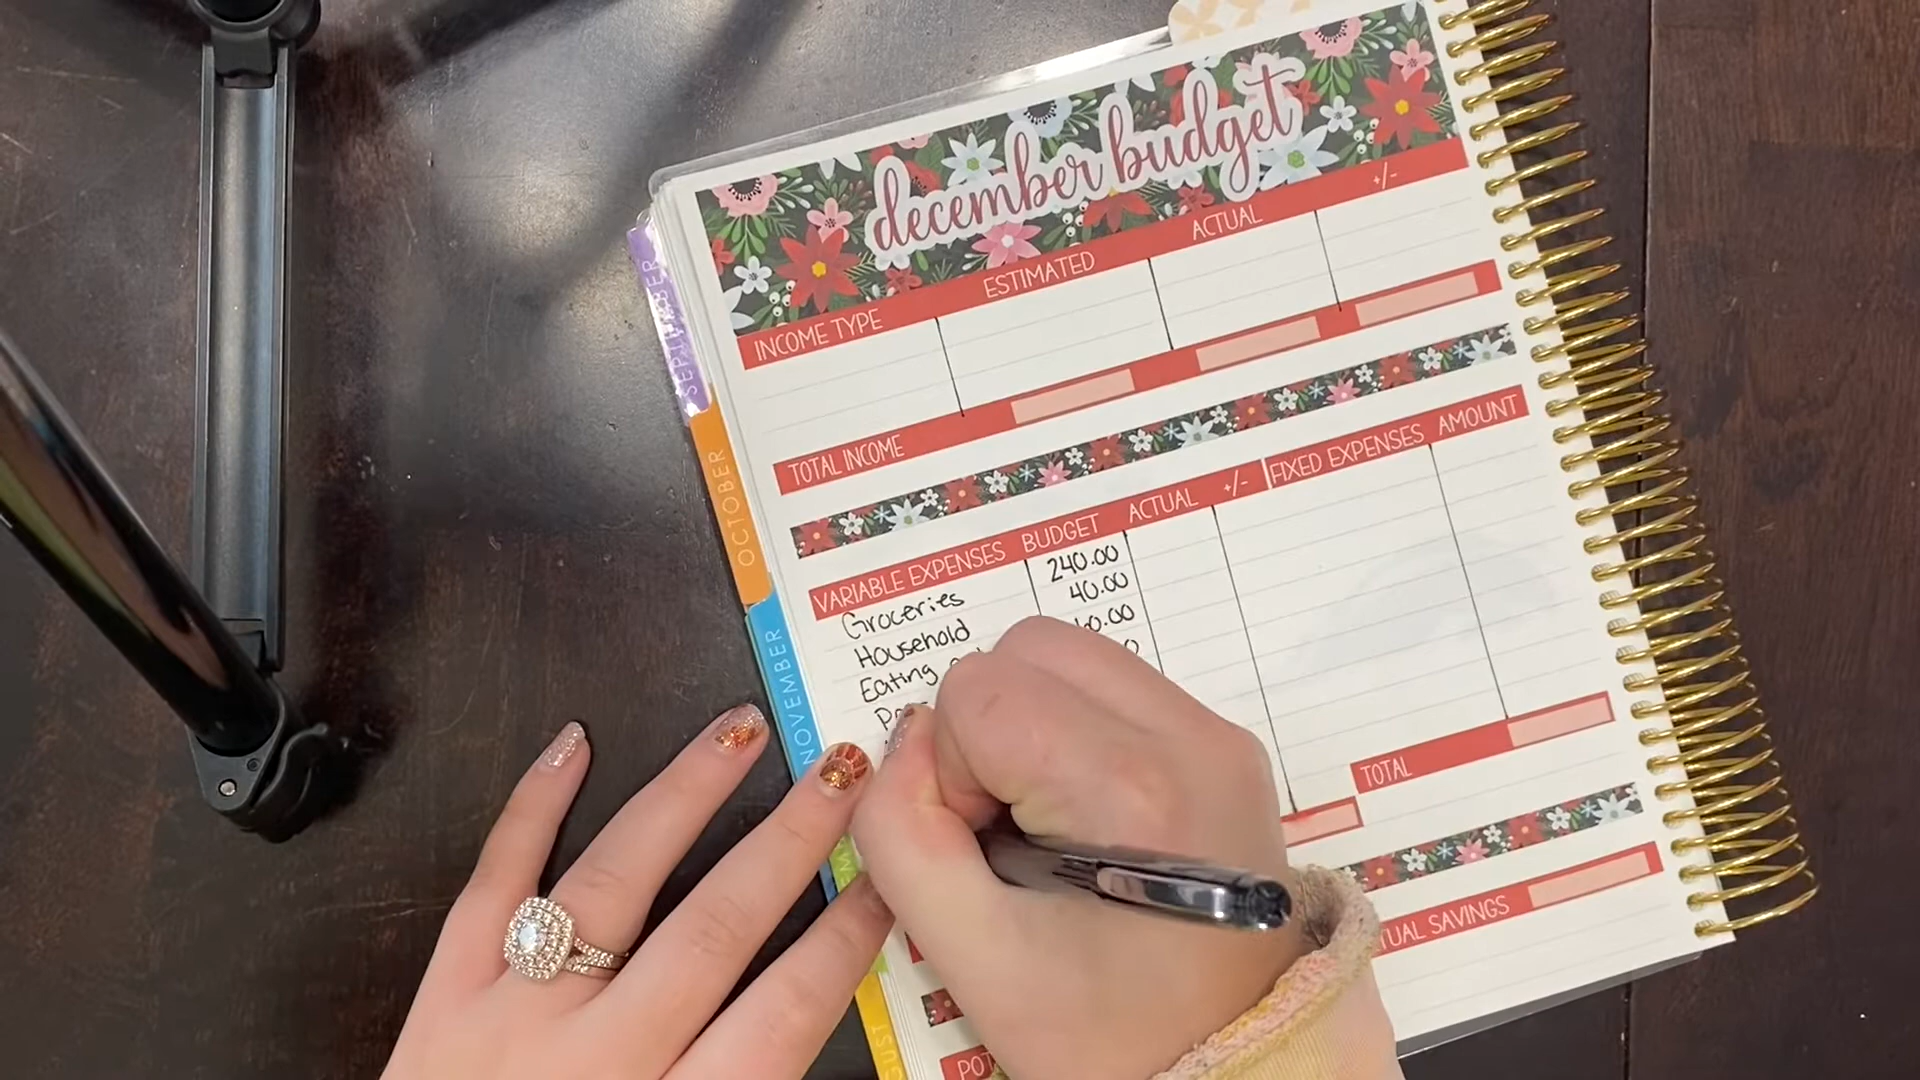 december budget
INCOME TYPE ESTIMATED ACTUAL +/-
TOTAL INCOME
VARIABLE EXPENSES BUDGET ACTUAL +/- FIXED EXPENSES AMOUNT
Groceries 240.00
Household 40.00
Eating
TOTAL
SAVINGS
SEPTEMBER
OCTOBER
NOVEMBER